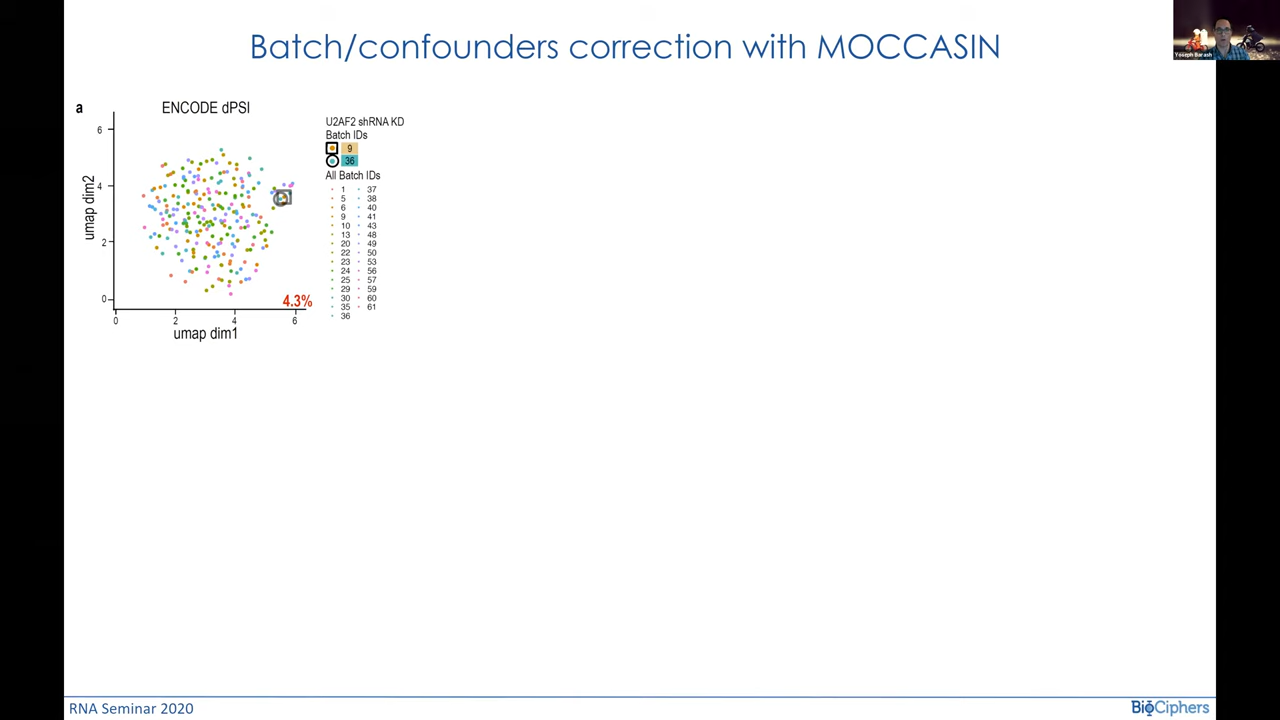 Batch/confounders correction with MOCCASIN
Yoseph Barash
a
ENCODE dPSI
U2AF2 shRNA KD
Batch IDs
9
36
All Batch IDs
1 37
5 38
6 40
9 41
10 43
13 48
20 49
22 50
23 53
24 56
25 57
29 59
30 60
35 61
36
umap dim2
6
4
2
0
4.3%
0 2 4 6
umap dim1
RNA Seminar 2020
BioCiphers